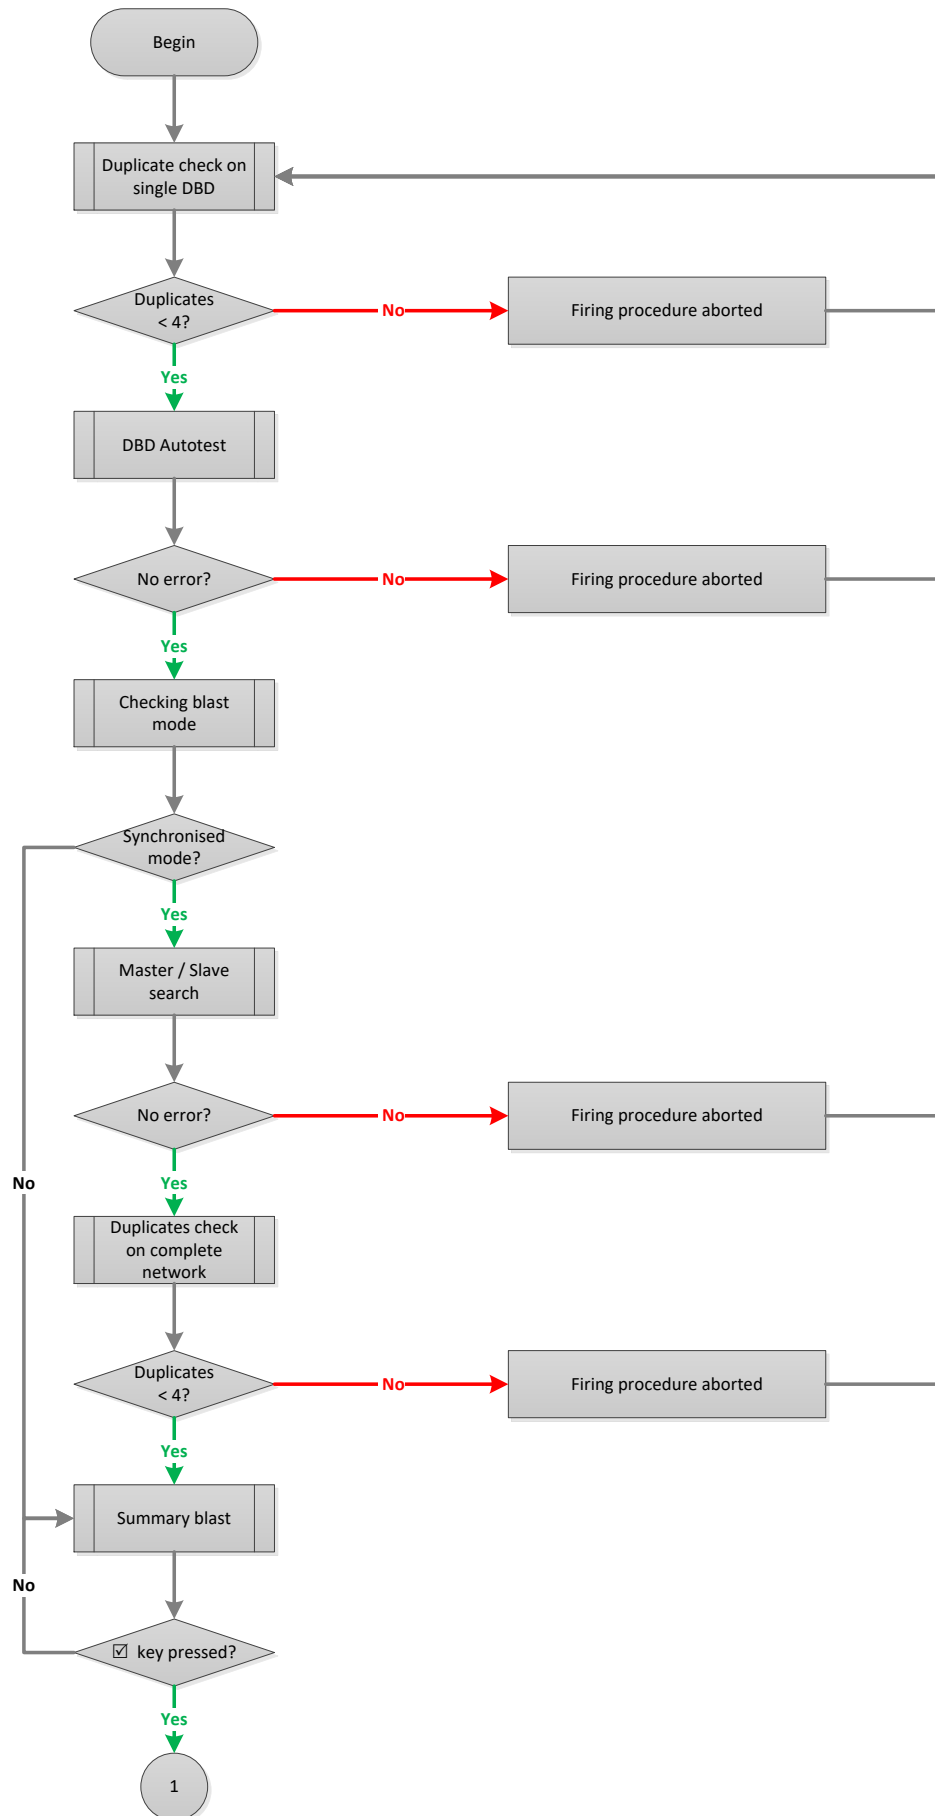 Begin
Duplicate check on
single DBD
Duplicates
< 4?
No
Firing procedure aborted
Yes
DBD Autotest
No error?
No
Firing procedure aborted
Yes
Checking blast
mode
Synchronised
mode?
Yes
Master / Slave
search
No error?
No
Firing procedure aborted
Yes
No
Duplicates check
on complete
network
Duplicates
< 4?
No
Firing procedure aborted
Yes
Summary blast
No
☑ key pressed?
Yes
1